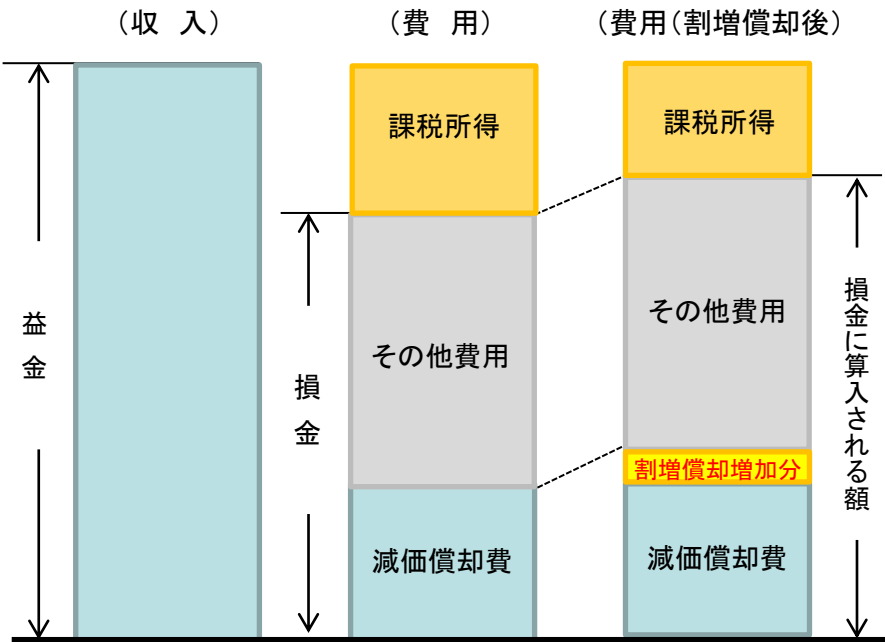 (収 入)
(費 用)
(費用(割増償却後)
課税所得
課税所得
益金
損金
その他費用
その他費用
損金に算入される額
割増償却増加分
減価償却費
減価償却費